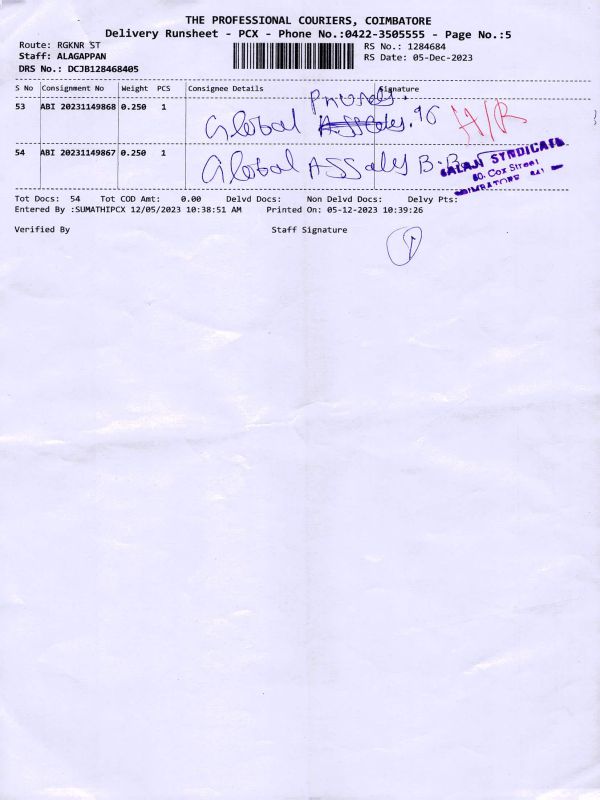 THE PROFESSIONAL COURIERS, COIMBATORE
Delivery Runsheet - PCX - Phone No.:0422-3505555 - Page No.:5
Route: RGKNR ST
RS No.: 1284684
Staff: ALAGAPPAN
RS Date: 05-Dec-2023
DRS No.: DCJB128468405
S No Consignment No Weight PCS Consignee Details Signature
53 ABI 20231149868 0.250 1 Global
H/R
54 ABI 20231149867 0.250 1 Global
SYNDICATE
80. Cox Street
Tot Docs: 54 Tot COD Amt: 0.00 Delvd Docs: Non Delvd Docs: Delvy Pts:
Entered By :SUMATHIPCX 12/05/2023 10:38:51 AM Printed On: 05-12-2023 10:39:26
Verified By Staff Signature